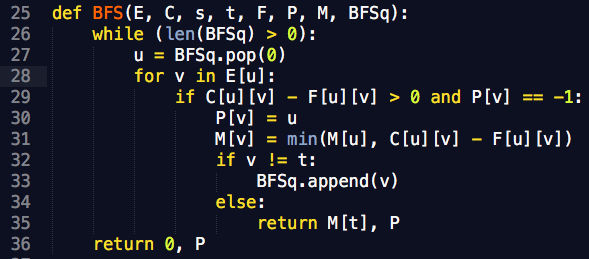 25 def BFS(E, C, s, t, F, P, M, BFSq):
26     while (len(BFSq) > 0):
27         u = BFSq.pop(0)
28         for v in E[u]:
29             if C[u][v] - F[u][v] > 0 and P[v] == -1:
30                 P[v] = u
31                 M[v] = min(M[u], C[u][v] - F[u][v])
32                 if v != t:
33                     BFSq.append(v)
34                 else:
35                     return M[t], P
36     return 0, P